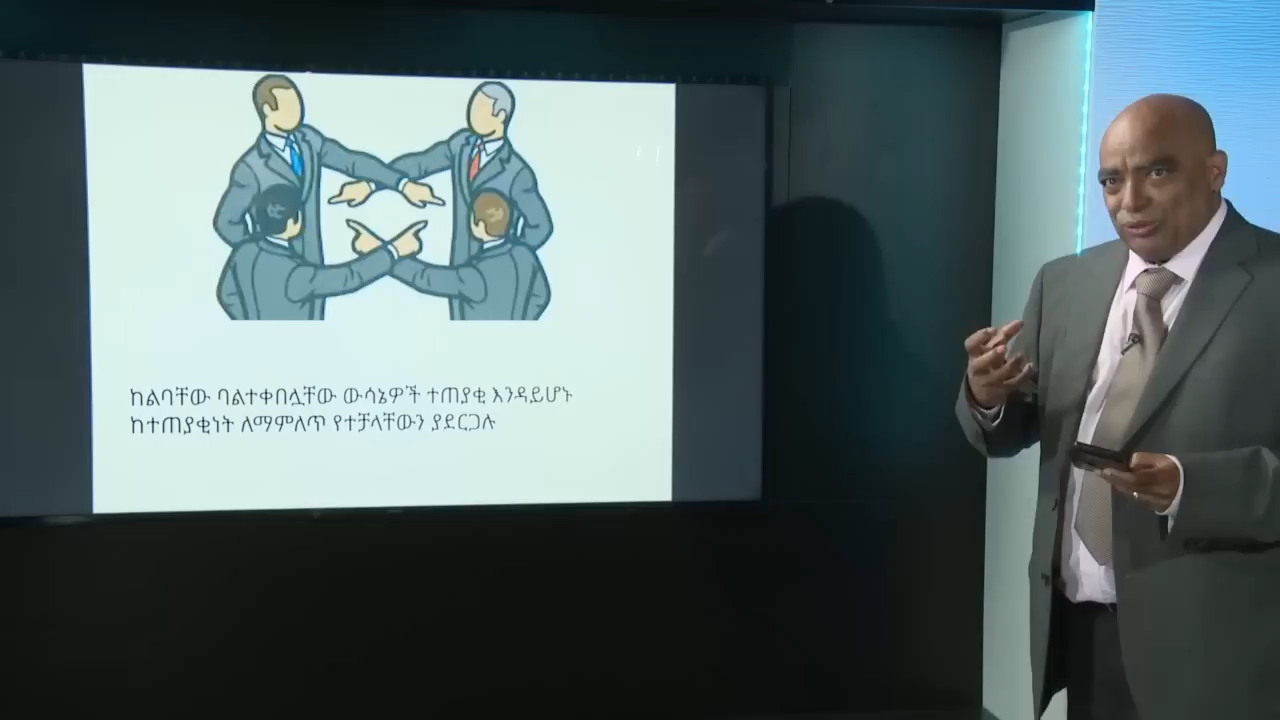 ከልባቸው ባልተቀበሏቸው ውሳኔዎች ተጠያቂ እንዳይሆኑ
ከተጠያቂነት ለማምለጥ የተቻላቸውን ያደርጋሉ